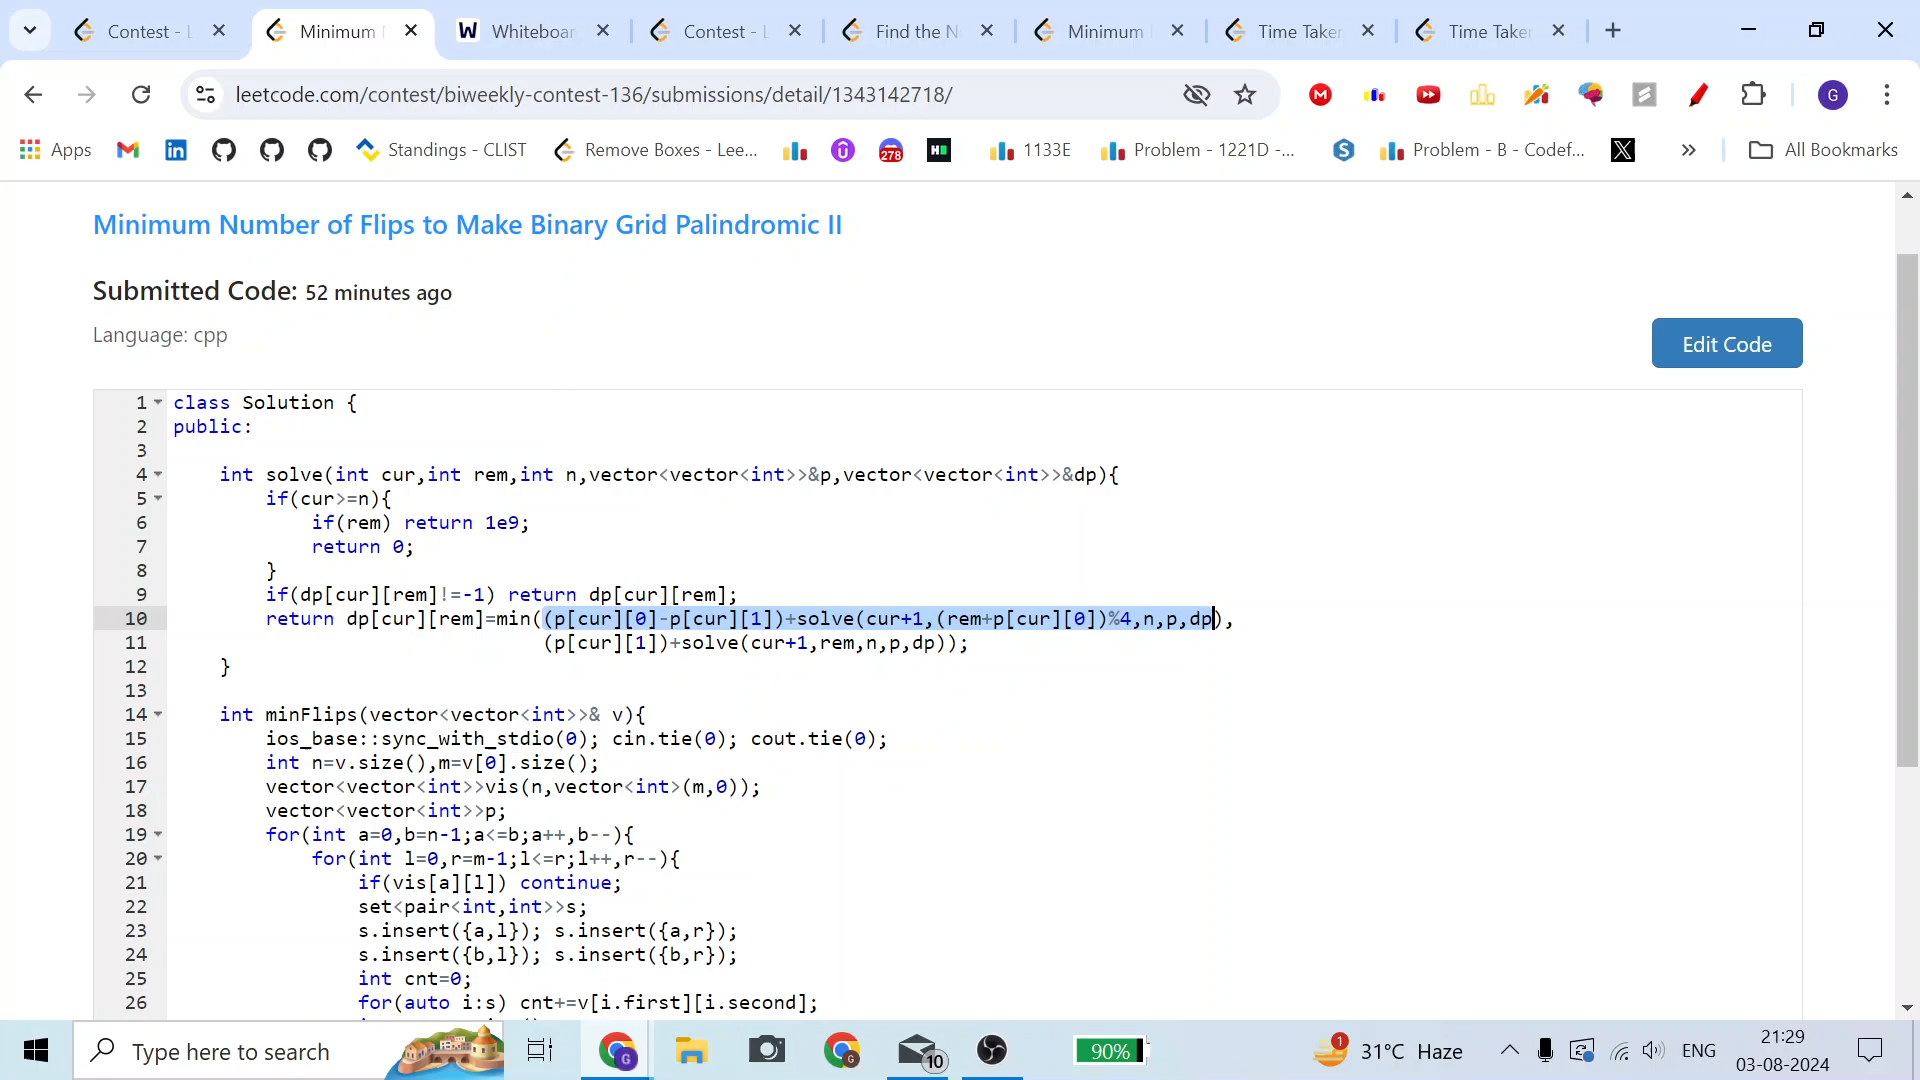 Contest - L
Minimum
Whiteboar
Contest - L
Find the N
Minimum
Time Taker
Time Taker
leetcode.com/contest/biweekly-contest-136/submissions/detail/1343142718/
G
Apps
278
Standings - CLIST
Remove Boxes - Lee...
1133E
Problem - 1221D -...
Problem - B - Codef...
All Bookmarks
Minimum Number of Flips to Make Binary Grid Palindromic II
Submitted Code: 52 minutes ago
Language: cpp
Edit Code
1 class Solution {
2 public:
3
4 int solve(int cur,int rem,int n,vector<vector<int>>&p,vector<vector<int>>&dp){
5 if(cur>=n){
6 if(rem) return 1e9;
7 return 0;
8 }
9 if(dp[cur][rem]!=-1) return dp[cur][rem];
10 return dp[cur][rem]=min((p[cur][0]-p[cur][1])+solve(cur+1,(rem+p[cur][0])%4,n,p,dp),
11 (p[cur][1])+solve(cur+1,rem,n,p,dp));
12 }
13
14 int minFlips(vector<vector<int>>& v){
15 ios_base::sync_with_stdio(0); cin.tie(0); cout.tie(0);
16 int n=v.size(),m=v[0].size();
17 vector<vector<int>>vis(n,vector<int>(m,0));
18 vector<vector<int>>p;
19 for(int a=0,b=n-1;a<=b;a++,b--){
20 for(int l=0,r=m-1;l<=r;l++,r--){
21 if(vis[a][l]) continue;
22 set<pair<int,int>>s;
23 s.insert({a,l}); s.insert({a,r});
24 s.insert({b,l}); s.insert({b,r});
25 int cnt=0;
26 for(auto i:s) cnt+=v[i.first][i.second];
Type here to search
10
90%
1
31°C Haze
ENG
21:29
03-08-2024